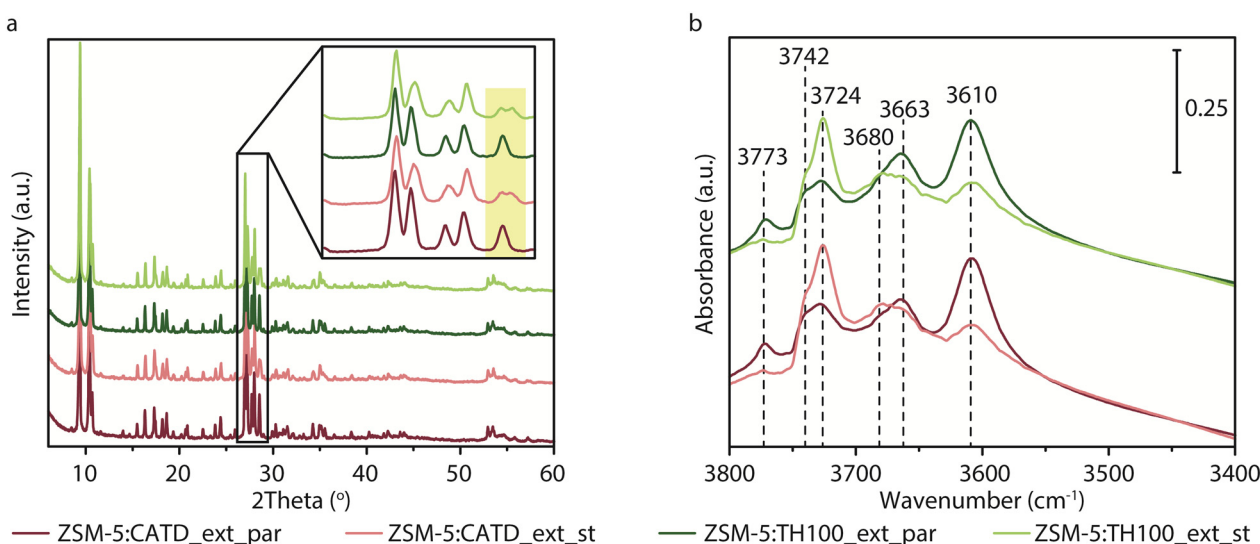 a
Intensity (a.u.)
10 20 30 40 50 60
2Theta (°)
b
Absorbance (a.u.)
3742
3724
3773
3680
3663
3610
0.25
3800 3700 3600 3500 3400
Wavenumber (cm-1)
ZSM-5:CATD_ext_par ZSM-5:CATD_ext_st ZSM-5:TH100_ext_par ZSM-5:TH100_ext_st